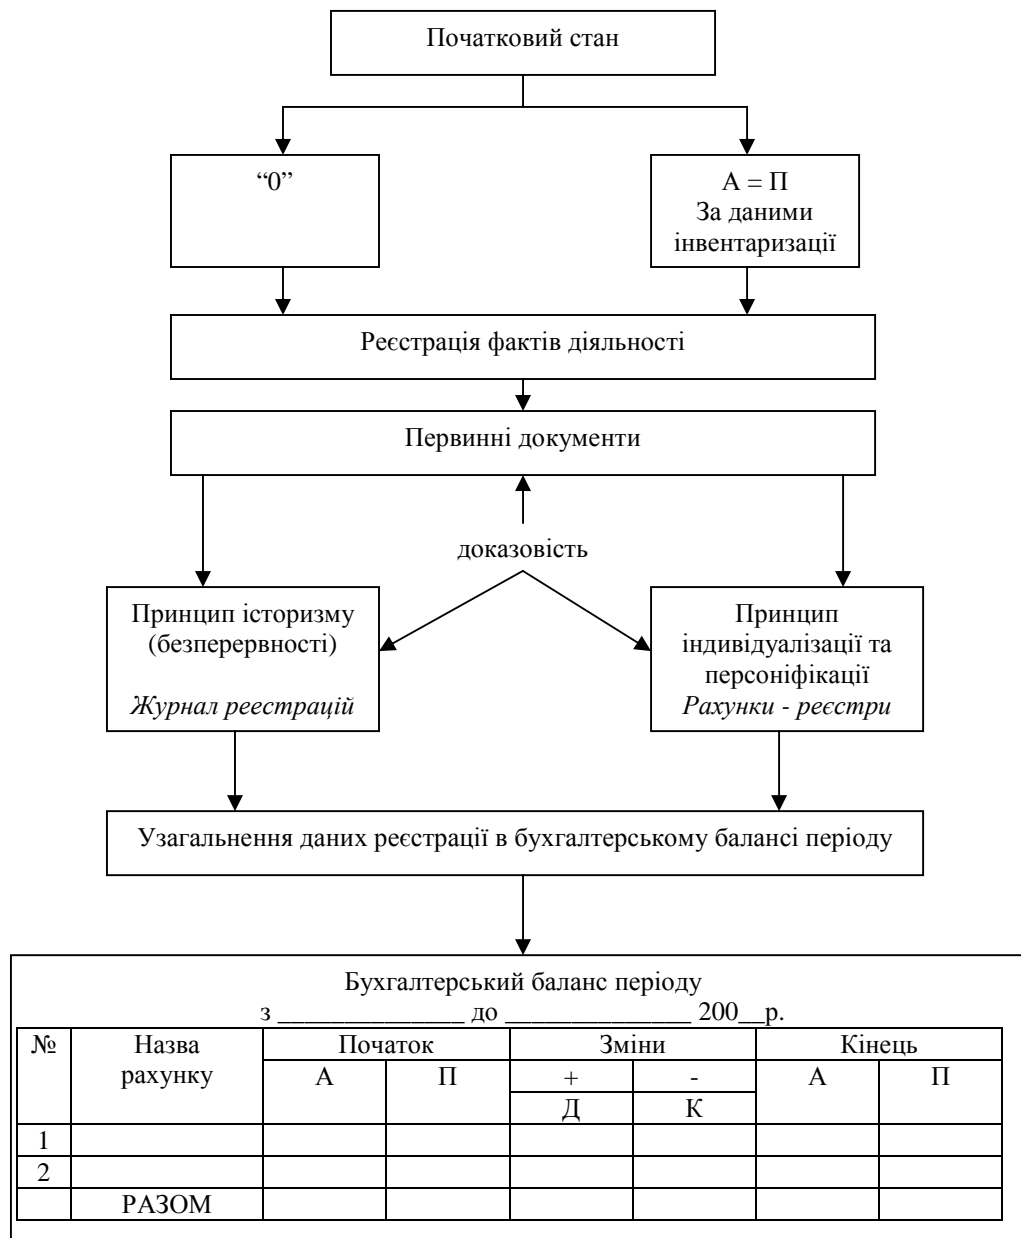 Початковий стан
“0”
А = П
За даними
інвентаризації
Реєстрація фактів діяльності
Первинні документи
доказовість
Принцип історизму
(безперервності)
Журнал реестрацій
Принцип
індивідуалізації та
персоніфікації
Рахунки - реєстри
Узагальнення даних реєстрації в бухгалтерському балансі періоду
Бухгалтерський баланс періоду
з ______________ до ______________ 200__р.
№ Назва рахунку Початок Зміни Кінець
А П + - А П
Д К
1
2
РАЗОМ